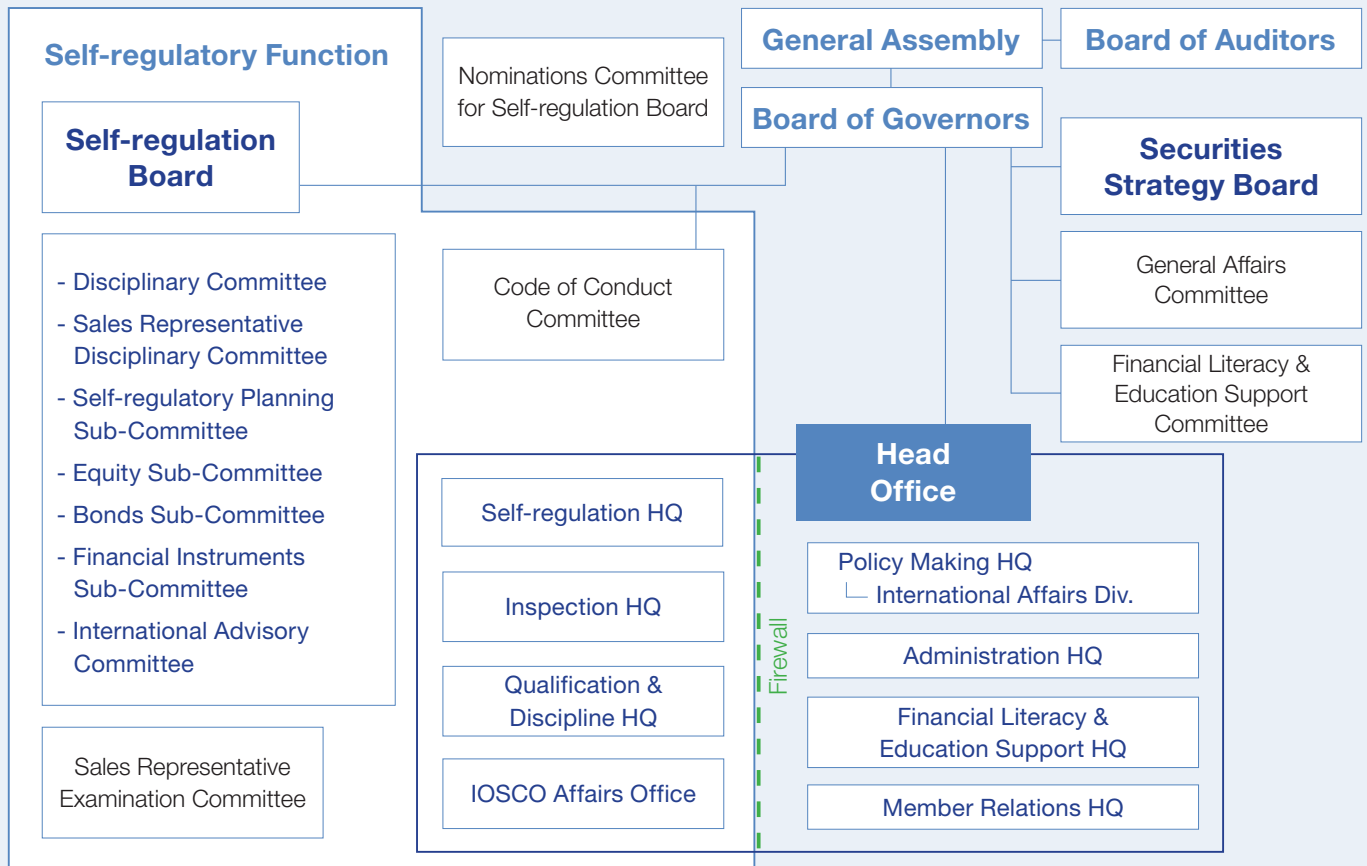 Self-regulatory Function
Self-regulation
Board
- Disciplinary Committee
- Sales Representative
Disciplinary Committee
- Self-regulatory Planning
Sub-Committee
- Equity Sub-Committee
- Bonds Sub-Committee
- Financial Instruments
Sub-Committee
- International Advisory
Committee
Sales Representative
Examination Committee
Nominations Committee
for Self-regulation Board
Code of Conduct
Committee
General Assembly
Board of Auditors
Board of Governors
Securities
Strategy Board
General Affairs
Committee
Financial Literacy &
Education Support
Committee
Head
Office
Self-regulation HQ
Inspection HQ
Qualification &
Discipline HQ
IOSCO Affairs Office
Firewall
Policy Making HQ
International Affairs Div.
Administration HQ
Financial Literacy &
Education Support HQ
Member Relations HQ